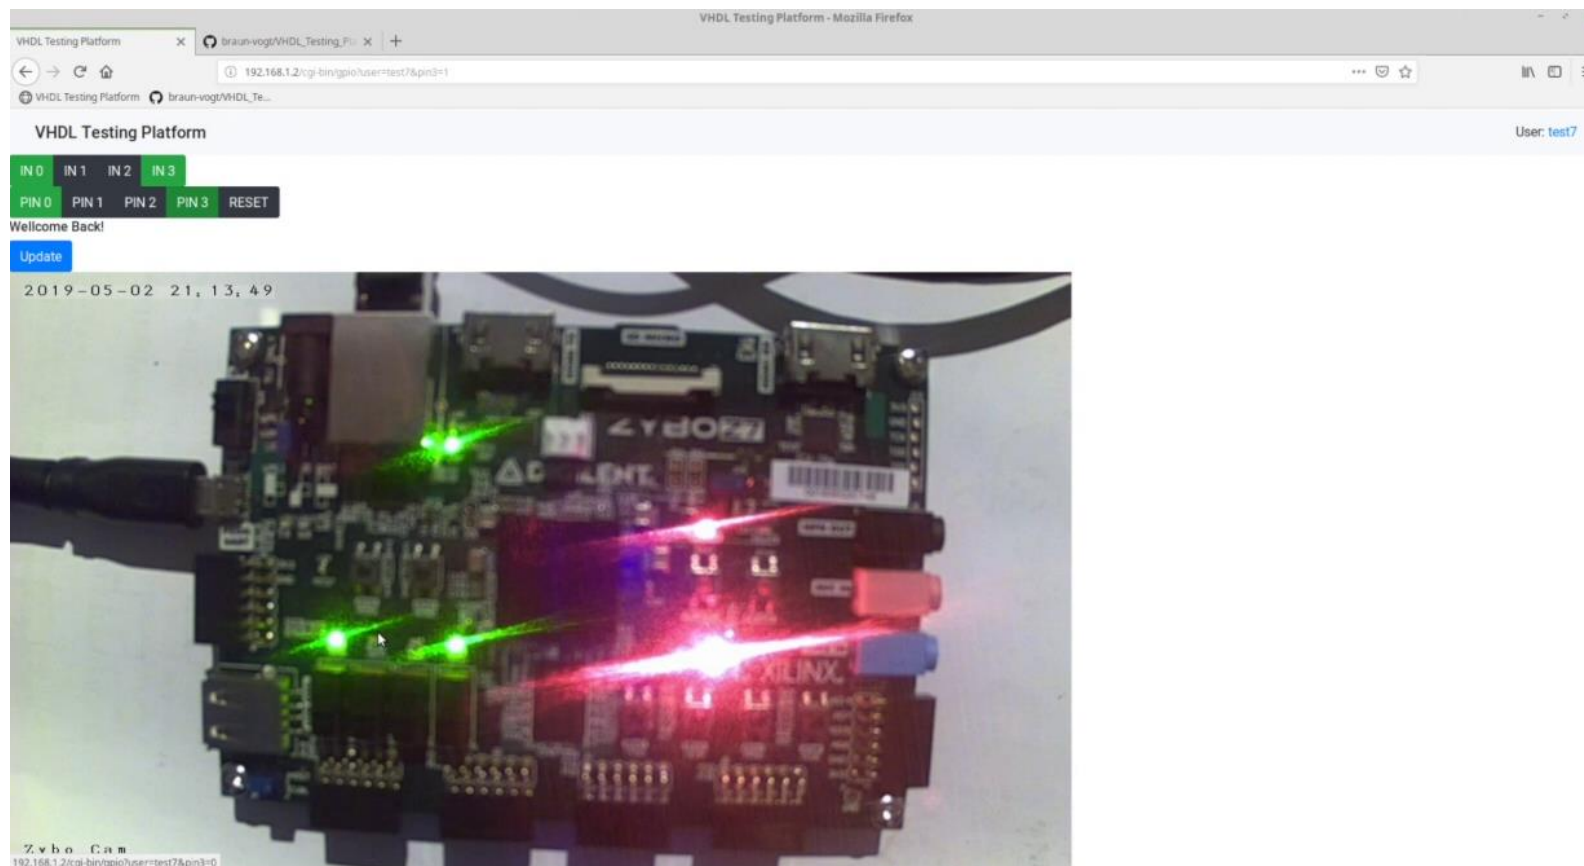 VHDL Testing Platform - Mozilla Firefox
VHDL Testing Platform
braun-vogt/VHDL_Testing_Pl
192.168.1.2/cgi-bin/gpio?user=test7&pin3=1
VHDL Testing Platform braun-vogt/VHDL_Te...
VHDL Testing Platform User: test7
IN 0 IN 1 IN 2 IN 3
PIN 0 PIN 1 PIN 2 PIN 3 RESET
Wellcome Back!
Update
2019-05-02 21,13,49
ZYBO Z7
XILINX
Zybo Cam
192.168.1.2/cgi-bin/gpio?user=test7&pin3=0